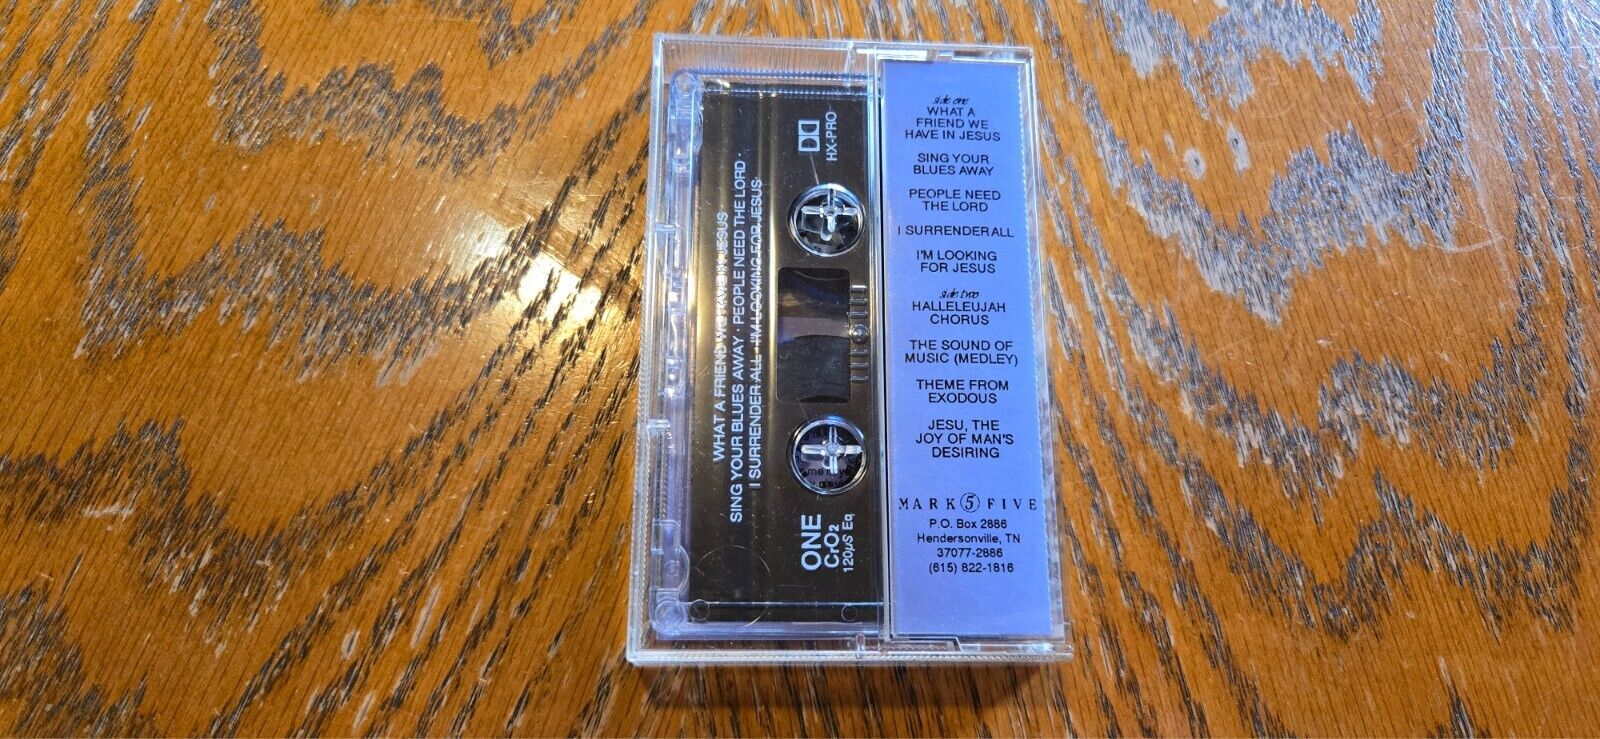 WHAT A FRIEND WE HAVE IN JESUS
SING YOUR BLUES AWAY · PEOPLE NEED THE LORD ·
I SURRENDER ALL · I'M LOOKING FOR JESUS
HX-PRO
ONE
CrO2
120µS Eq
side one
WHAT A
FRIEND WE
HAVE IN JESUS
SING YOUR
BLUES AWAY
PEOPLE NEED
THE LORD
I SURRENDER ALL
I'M LOOKING
FOR JESUS
side two
HALLELEUJAH
CHORUS
THE SOUND OF
MUSIC (MEDLEY)
THEME FROM
EXODOUS
JESU, THE
JOY OF MAN'S
DESIRING
MARK 5 FIVE
P.O. Box 2886
Hendersonville, TN
37077-2886
(615) 822-1816